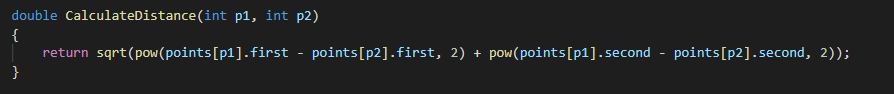 double CalculateDistance(int p1, int p2)
{
    return sqrt(pow(points[p1].first - points[p2].first, 2) + pow(points[p1].second - points[p2].second, 2));
}